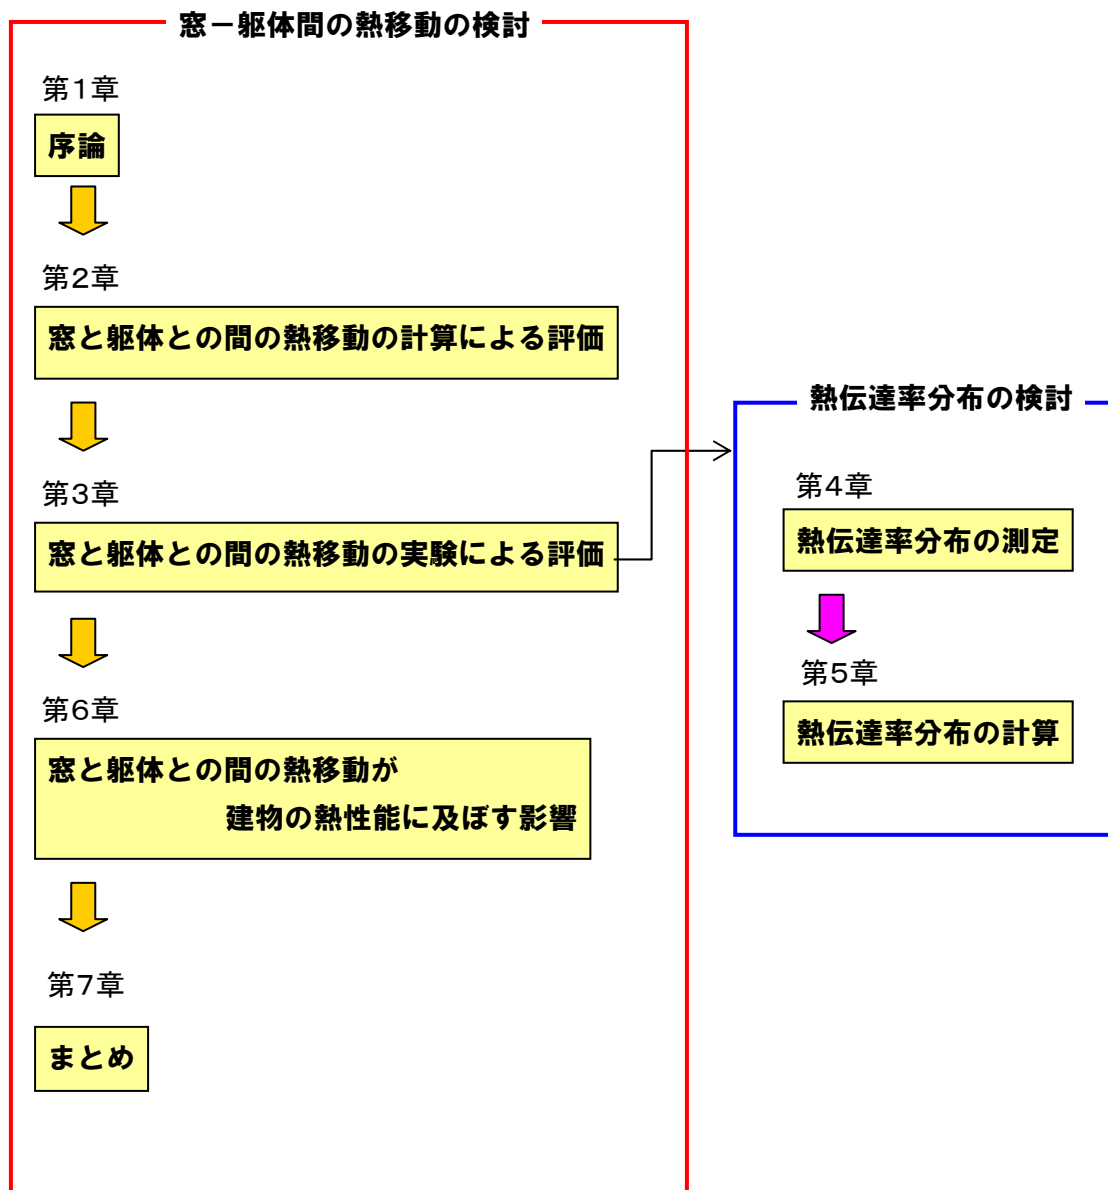 窓－躯体間の熱移動の検討
第1章
序論
第2章
窓と躯体との間の熱移動の計算による評価
第3章
窓と躯体との間の熱移動の実験による評価
第6章
窓と躯体との間の熱移動が
建物の熱性能に及ぼす影響
第7章
まとめ
熱伝達率分布の検討
第4章
熱伝達率分布の測定
第5章
熱伝達率分布の計算